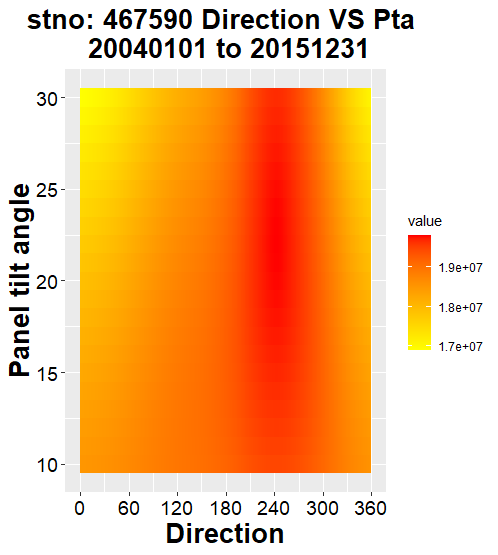 stno: 467590 Direction VS Pta
20040101 to 20151231
30
25
20
15
10
Panel tilt angle
0 60 120 180 240 300 360
Direction
value
1.9e+07
1.8e+07
1.7e+07